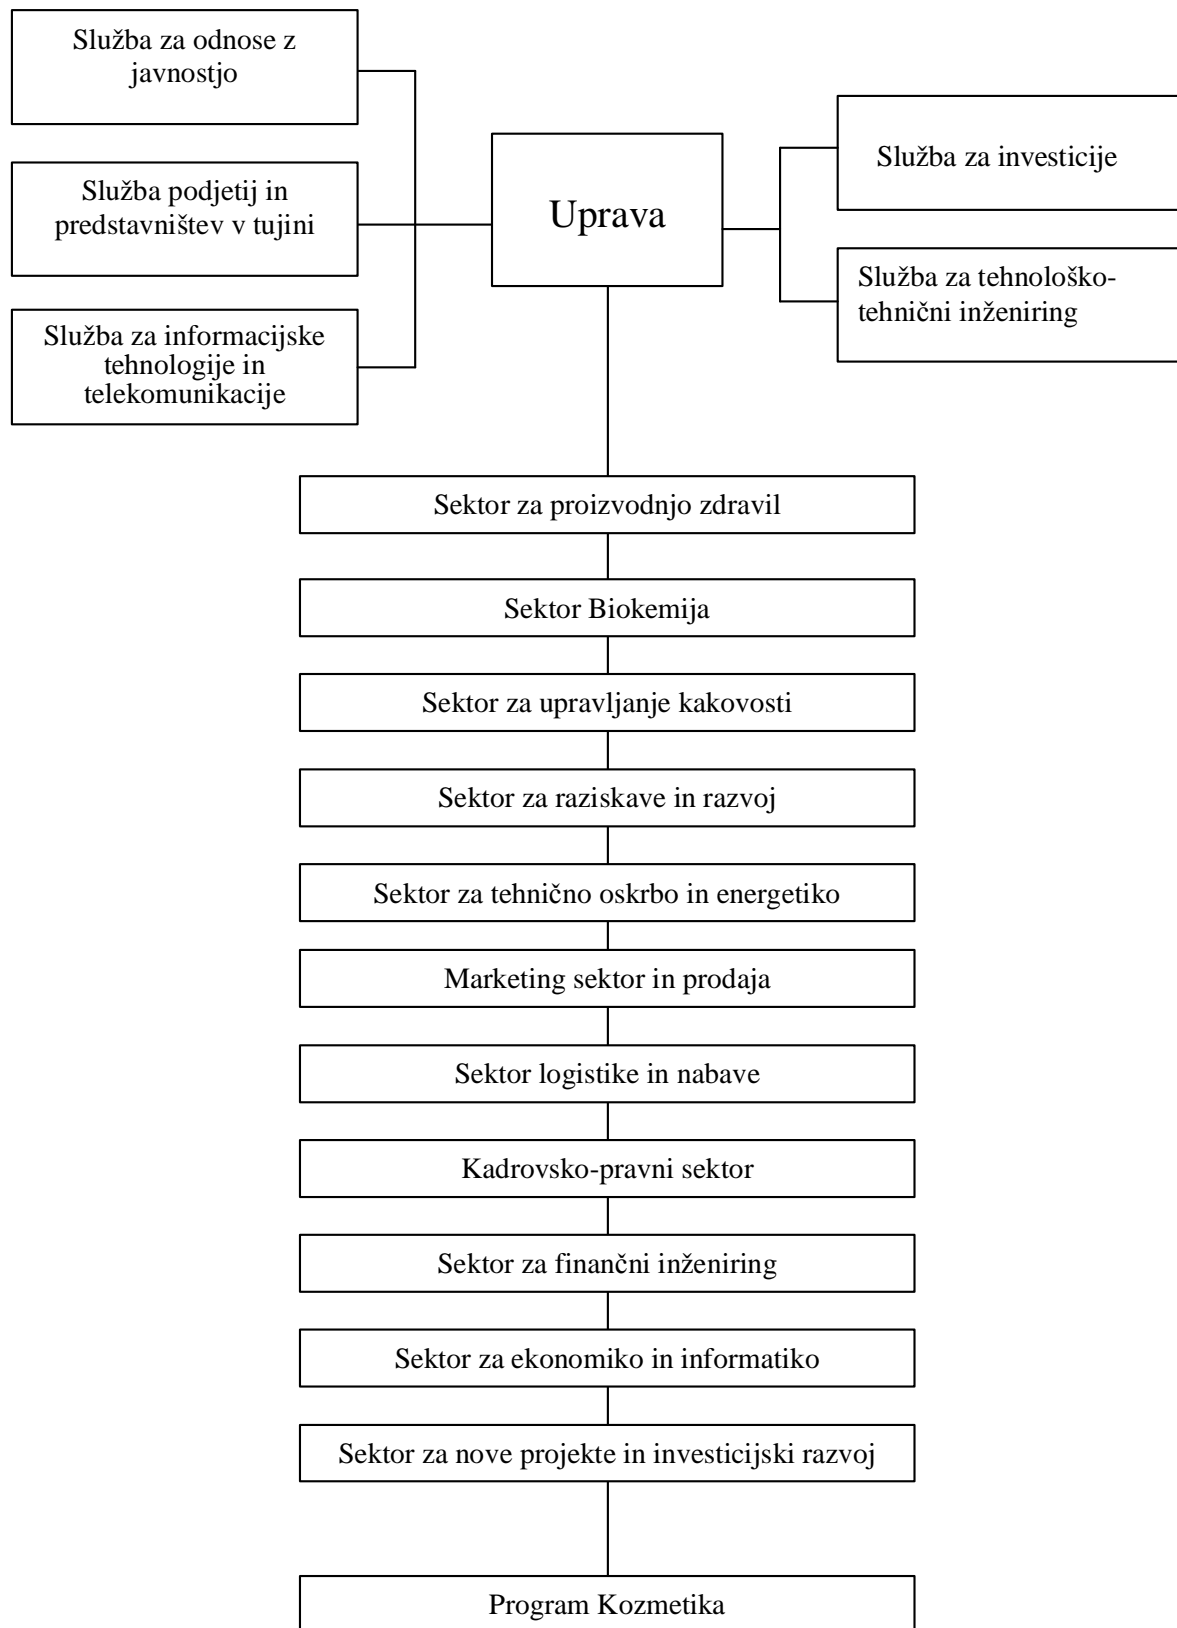 Služba za odnose z
javnostjo
Služba podjetij in
predstavništev v tujini
Služba za informacijske
tehnologije in
telekomunikacije
Uprava
Služba za investicije
Služba za tehnološko-
tehnični inženiring
Sektor za proizvodnjo zdravil
Sektor Biokemija
Sektor za upravljanje kakovosti
Sektor za raziskave in razvoj
Sektor za tehnično oskrbo in energetiko
Marketing sektor in prodaja
Sektor logistike in nabave
Kadrovsko-pravni sektor
Sektor za finančni inženiring
Sektor za ekonomiko in informatiko
Sektor za nove projekte in investicijski razvoj
Program Kozmetika